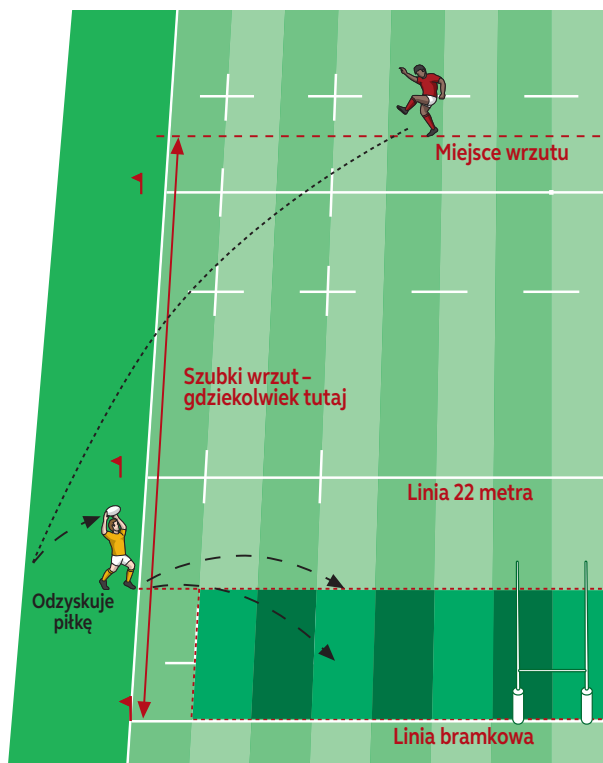 Miejsce wrzutu
Szubki wrzut –
gdziekolwiek tutaj
Linia 22 metra
Odzyskuje
piłkę
Linia bramkowa